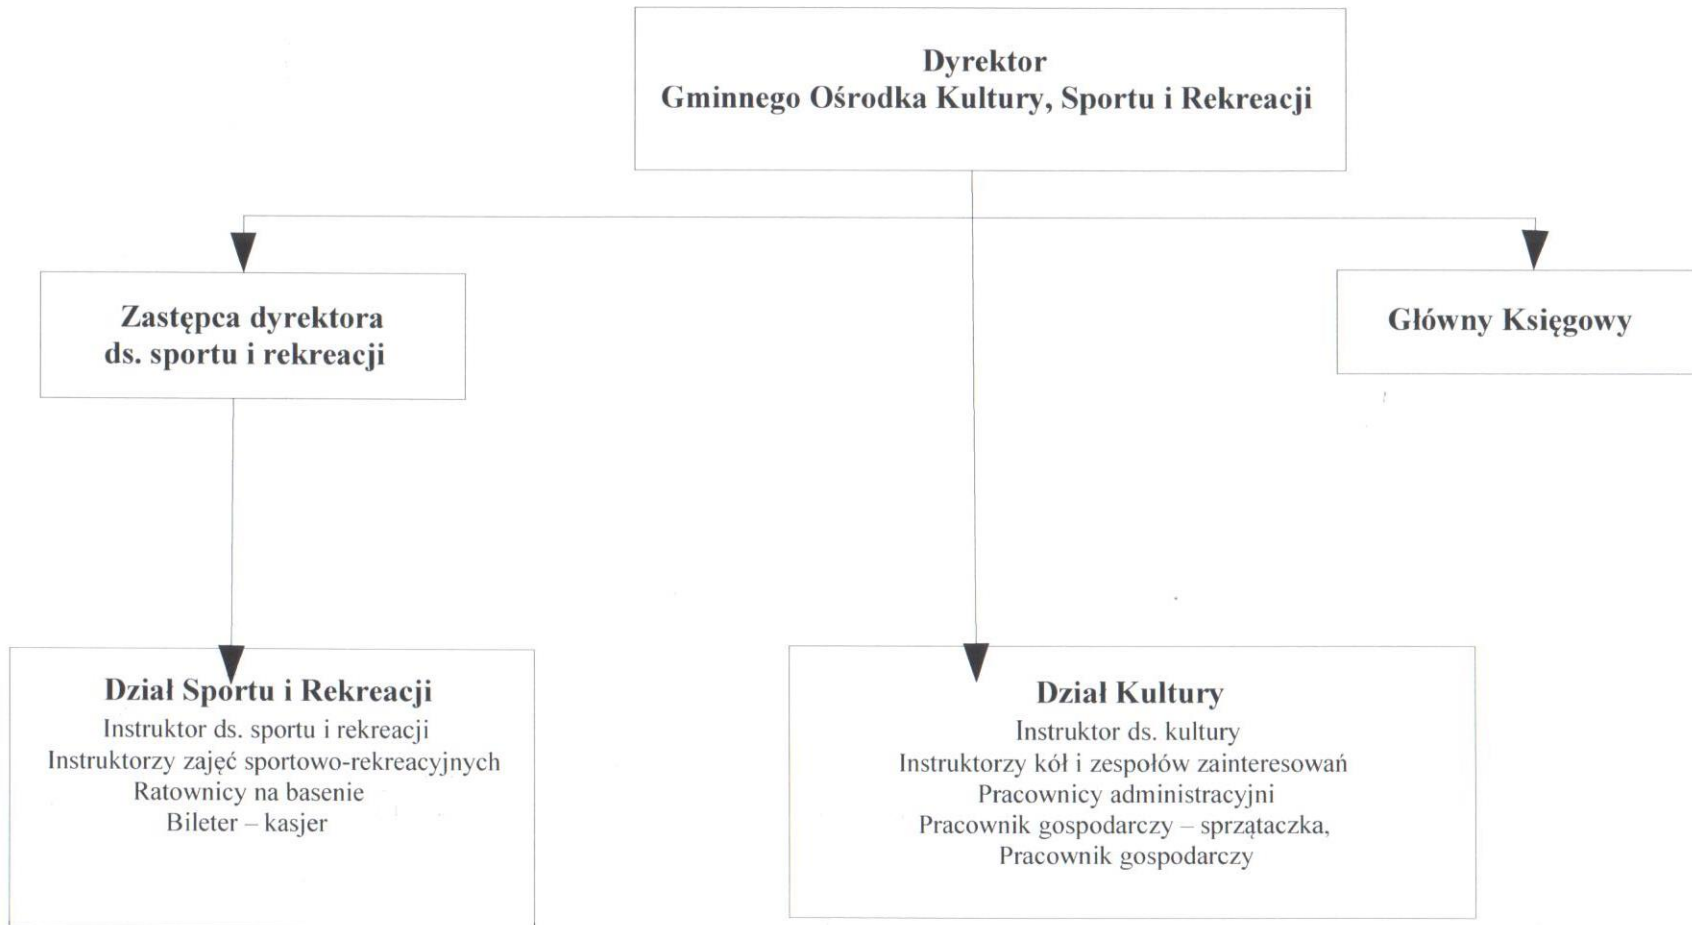 Dyrektor
Gminnego Ośrodka Kultury, Sportu i Rekreacji
Zastępca dyrektora
ds. sportu i rekreacji
Główny Księgowy
Dział Sportu i Rekreacji
Instruktor ds. sportu i rekreacji
Instruktorzy zajęć sportowo-rekreacyjnych
Ratownicy na basenie
Bileter – kasjer
Dział Kultury
Instruktor ds. kultury
Instruktorzy kół i zespołów zainteresowań
Pracownicy administracyjni
Pracownik gospodarczy – sprzątaczka,
Pracownik gospodarczy